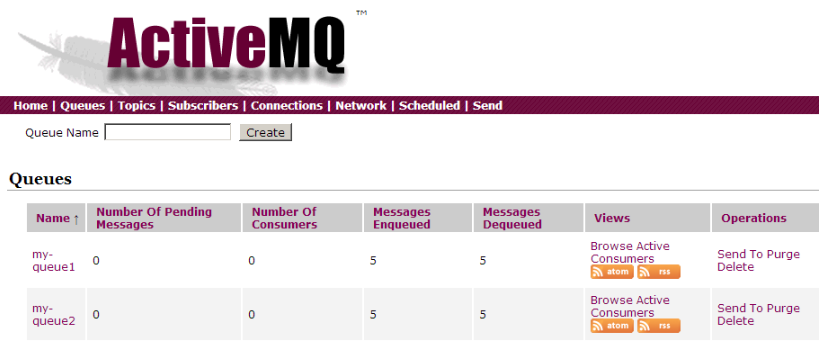 ActiveMQ™
Home | Queues | Topics | Subscribers | Connections | Network | Scheduled | Send
Queue Name Create
Queues
Name ↑ Number Of Pending Messages Number Of Consumers Messages Enqueued Messages Dequeued Views Operations
my-queue1 0 0 5 5 Browse Active Consumers atom rss Send To Purge Delete
my-queue2 0 0 5 5 Browse Active Consumers atom rss Send To Purge Delete